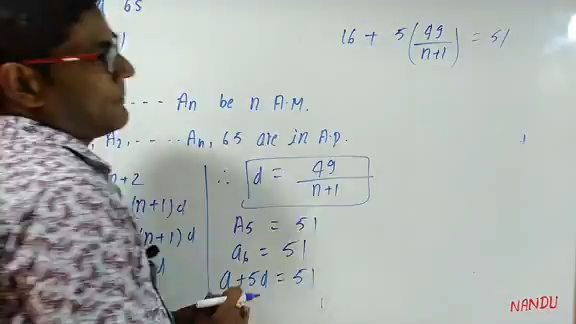 65
16 + 5(49/n+1) = 51
---- An be n A.M.
A2, ----- An, 65 are in A.P.
n+2
(n+1)d
(n+1)d
d
∴ d = 49/n+1
A5 = 51
a6 = 51
a+5d = 51
NANDU